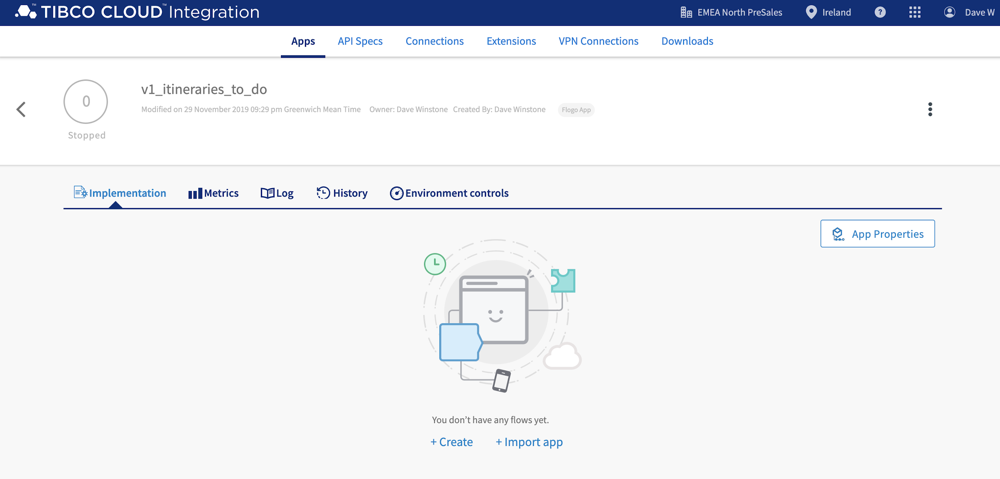 TIBCO CLOUD™ Integration
EMEA North PreSales
Ireland
?
Dave W
Apps
API Specs
Connections
Extensions
VPN Connections
Downloads
0
Stopped
v1_itineraries_to_do
Modified on 29 November 2019 09:29 pm Greenwich Mean Time Owner: Dave Winstone Created By: Dave Winstone Flogo App
Implementation
Metrics
Log
History
Environment controls
App Properties
You don't have any flows yet.
+ Create
+ Import app